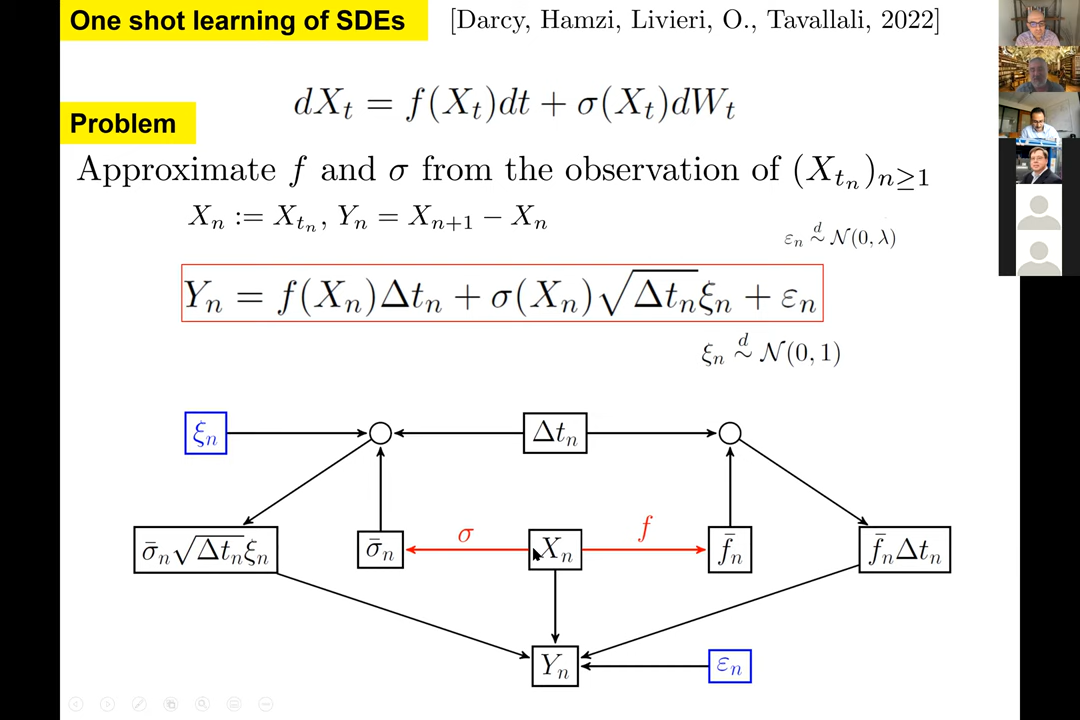 One shot learning of SDEs [Darcy, Hamzi, Livieri, O., Tavallali, 2022]
dX_t = f(X_t)dt + σ(X_t)dW_t
Problem
Approximate f and σ from the observation of (X_{t_n})_{n≥1}
X_n := X_{t_n}, Y_n = X_{n+1} − X_n
ε_n ~^d 𝒩(0, λ)
Y_n = f(X_n)Δt_n + σ(X_n)√Δt_n ξ_n + ε_n
ξ_n ~^d 𝒩(0, 1)
ξ_n Δt_n
σ f
σ̄_n√Δt_n ξ_n σ̄_n X_n f̄_n f̄_nΔt_n
Y_n ε_n